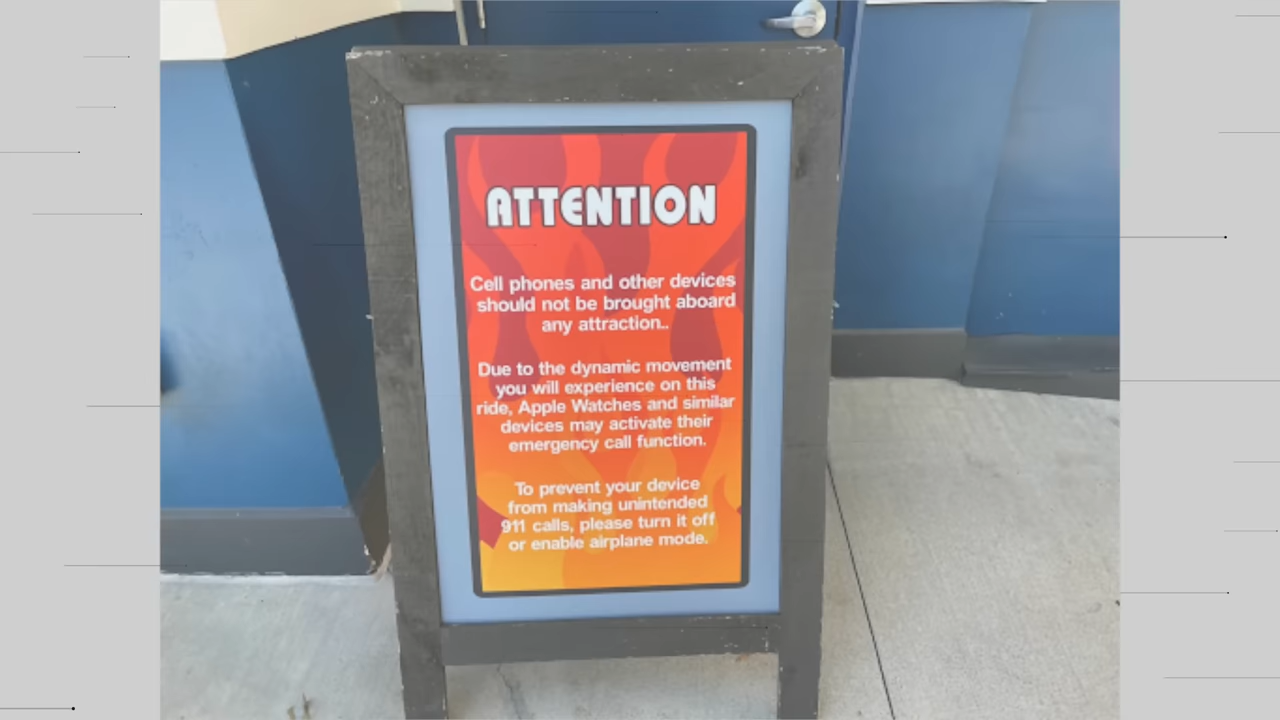 ATTENTION
Cell phones and other devices
should not be brought aboard
any attraction..
Due to the dynamic movement
you will experience on this
ride, Apple Watches and similar
devices may activate their
emergency call function.
To prevent your device
from making unintended
911 calls, please turn it off
or enable airplane mode.